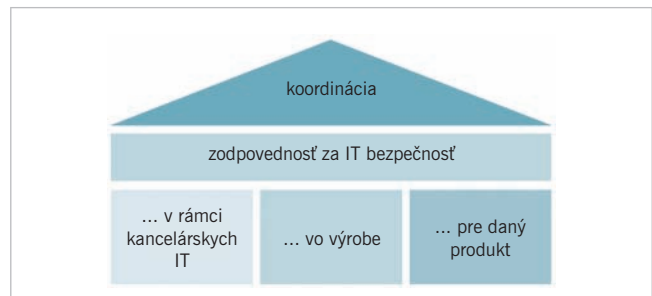 koordinácia
zodpovednosť za IT bezpečnosť
... v rámci
kancelárskych
IT
... vo výrobe
... pre daný
produkt